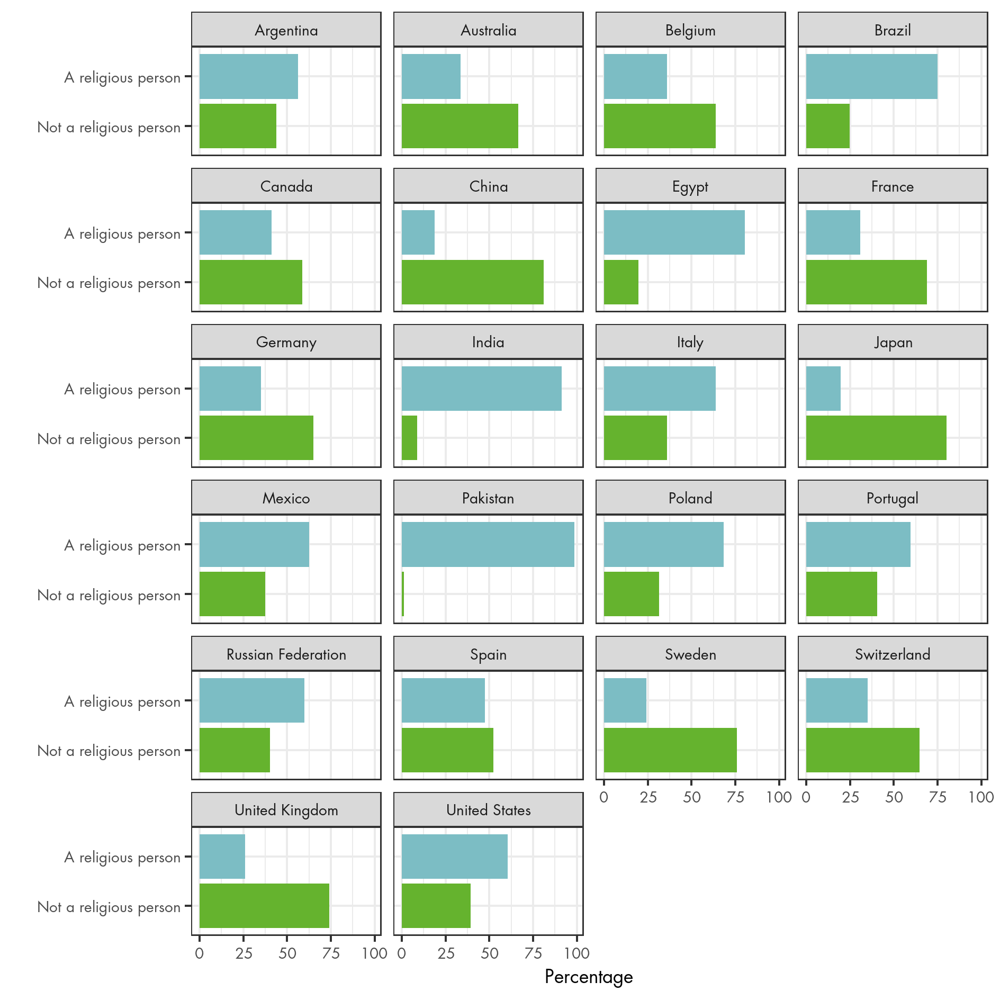 Argentina
Australia
Belgium
Brazil
A religious person
Not a religious person
Canada
China
Egypt
France
A religious person
Not a religious person
Germany
India
Italy
Japan
A religious person
Not a religious person
Mexico
Pakistan
Poland
Portugal
A religious person
Not a religious person
Russian Federation
Spain
Sweden
Switzerland
A religious person
Not a religious person
0 25 50 75 100
0 25 50 75 100
United Kingdom
United States
A religious person
Not a religious person
0 25 50 75 100
0 25 50 75 100
Percentage